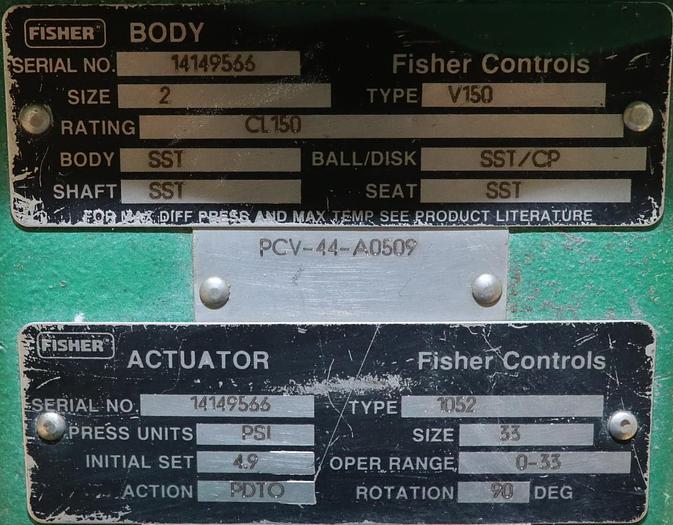 FISHER BODY
SERIAL NO. 14149566 Fisher Controls
SIZE 2 TYPE V150
RATING CL150
BODY SST BALL/DISK SST/CP
SHAFT SST SEAT SST
FOR MAX DIFF PRESS AND MAX TEMP SEE PRODUCT LITERATURE
PCV-44-A0509
FISHER ACTUATOR Fisher Controls
SERIAL NO. 14149566 TYPE 1052
PRESS UNITS PSI SIZE 33
INITIAL SET 4.9 OPER. RANGE 0-33
ACTION PDTO ROTATION 90 DEG